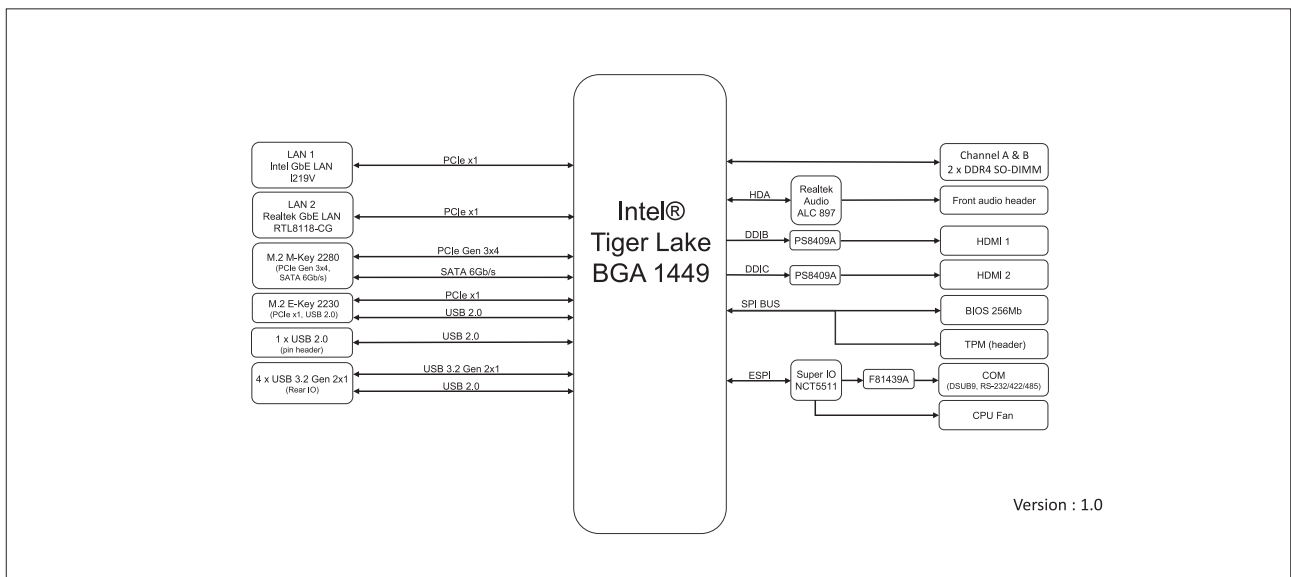 LAN 1
Intel GbE LAN
I219V
PCIe x1
LAN 2
Realtek GbE LAN
RTL8118-CG
PCIe x1
M.2 M-Key 2280
(PCIe Gen 3x4,
SATA 6Gb/s)
PCIe Gen 3x4
SATA 6Gb/s
M.2 E-Key 2230
(PCIe x1, USB 2.0)
PCIe x1
USB 2.0
1 x USB 2.0
(pin header)
USB 2.0
4 x USB 3.2 Gen 2x1
(Rear IO)
USB 3.2 Gen 2x1
USB 2.0
Intel®
Tiger Lake
BGA 1449
Channel A & B
2 x DDR4 SO-DIMM
HDA
Realtek
Audio
ALC 897
Front audio header
DDIB
PS8409A
HDMI 1
DDIC
PS8409A
HDMI 2
SPI BUS
BIOS 256Mb
TPM (header)
ESPI
Super IO
NCT5511
F81439A
COM
(DSUB9, RS-232/422/485)
CPU Fan
Version : 1.0